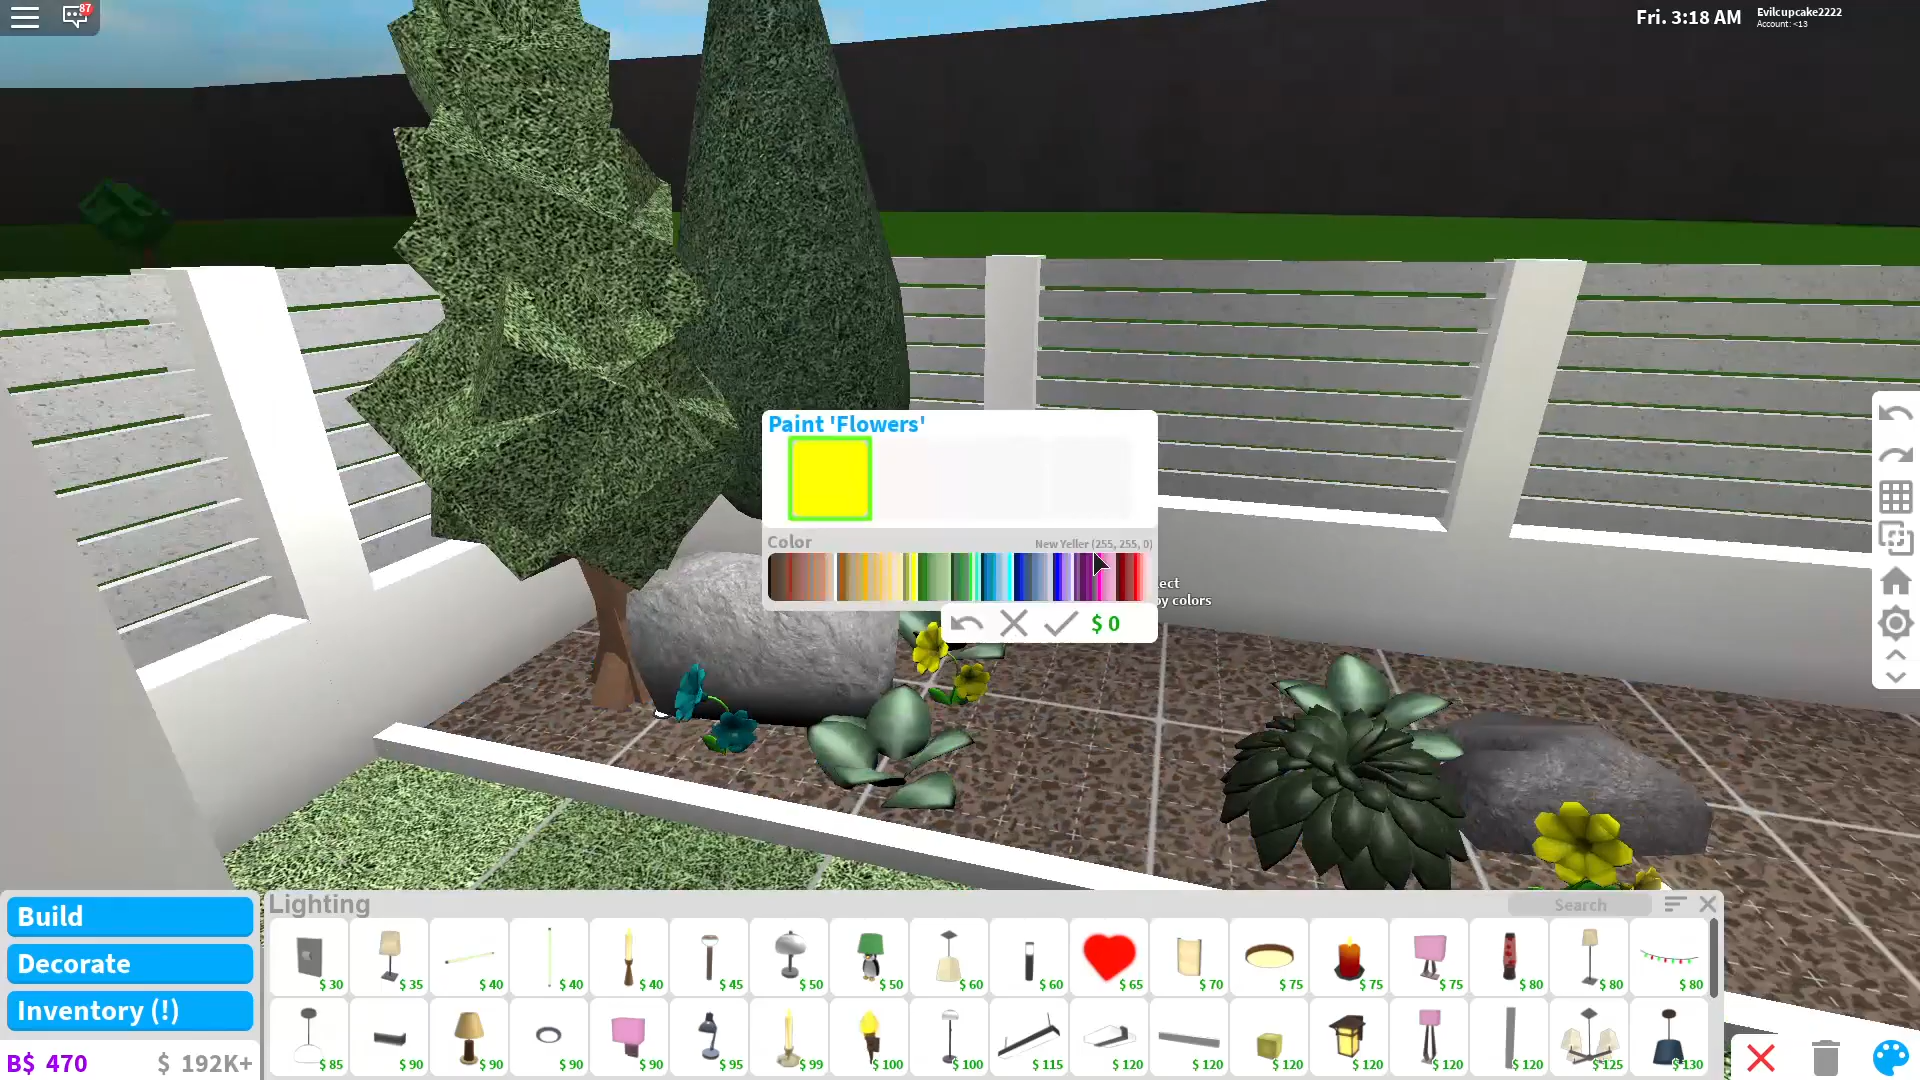 87
Fri. 3:18 AM
Evilcupcake2222
Account: <13
Paint 'Flowers'
Color
New Yeller (255, 255, 0)
lect
by colors
$ 0
Build
Decorate
Inventory (!)
B$ 470
$ 192K+
Lighting
Search
$ 30
$ 35
$ 40
$ 40
$ 40
$ 45
$ 50
$ 50
$ 60
$ 60
$ 65
$ 70
$ 75
$ 75
$ 75
$ 80
$ 80
$ 80
$ 85
$ 90
$ 90
$ 90
$ 90
$ 95
$ 99
$ 100
$ 100
$ 115
$ 120
$ 120
$ 120
$ 120
$ 120
$ 120
$ 125
$ 130